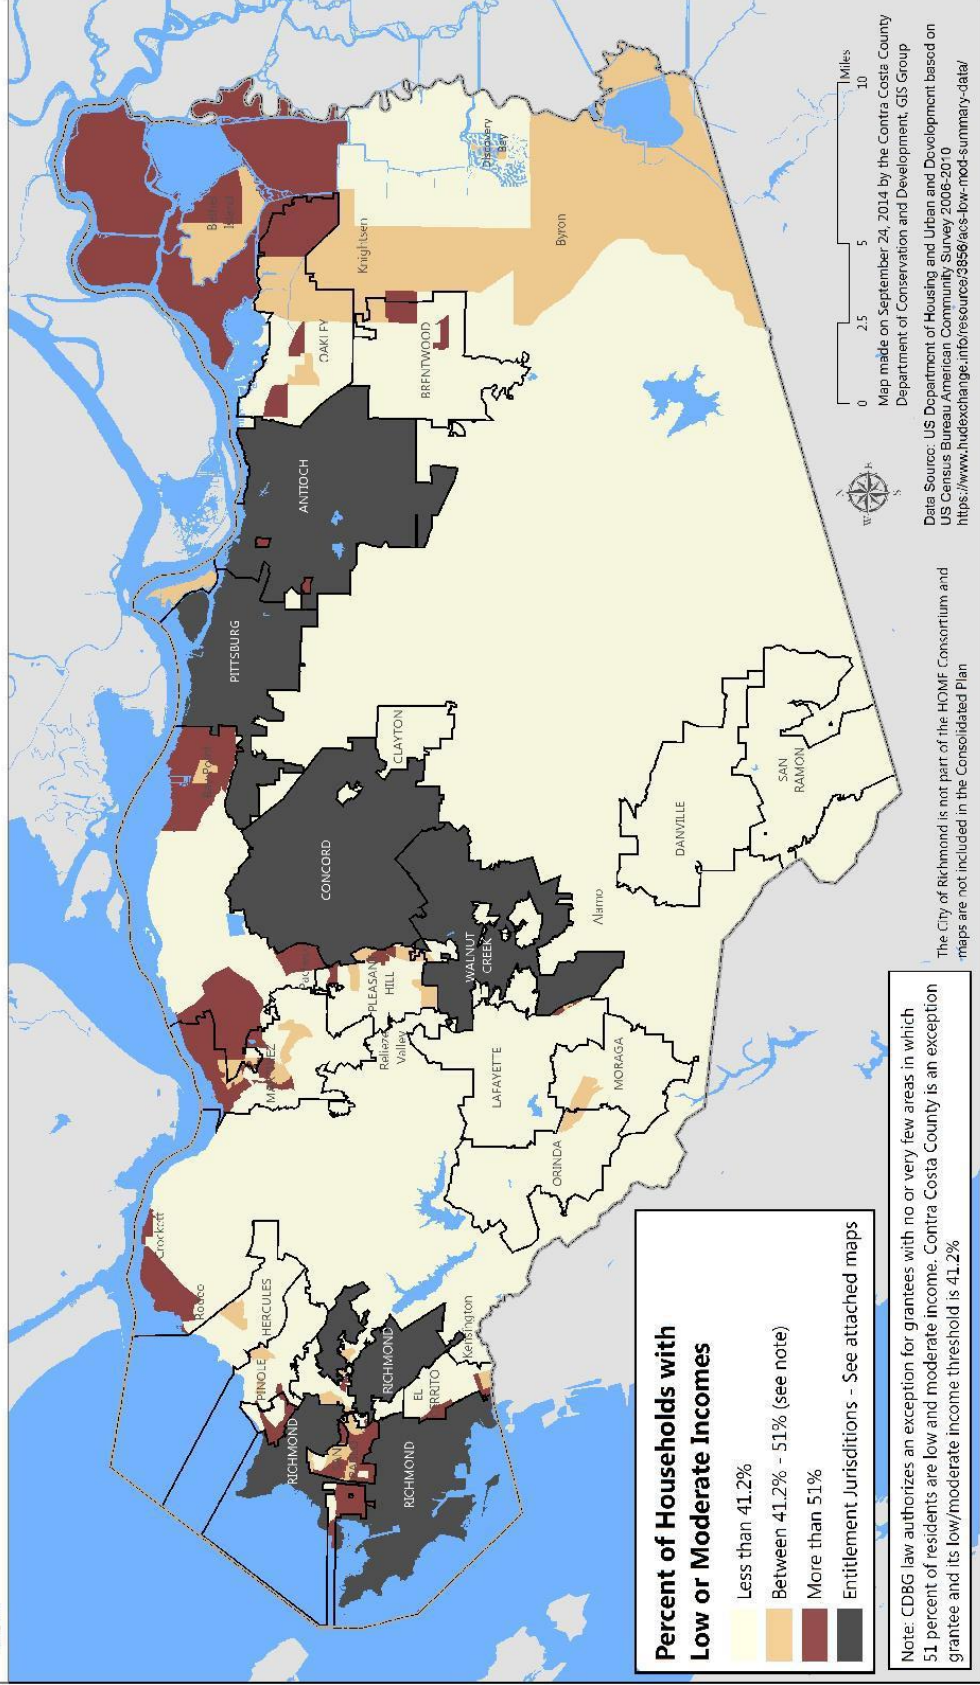 Crockett
Rodeo
HERCULES
PINOLE
RICHMOND
RICHMOND
RICHMOND
EL
Kensington
ORINDA
MORAGA
LAFAYETTE
Reliez
Valley
PLEASANT
HILL
WALNUT
CREEK
CONCORD
CLAYTON
Alamo
DANVILLE
SAN
RAMON
Bay Point
PITTSBURG
ANTIOCH
OAKLEY
BRENTWOOD
Knightsen
Byron
Discovery
Bay
Bethel
Island
Percent of Households with
Low or Moderate Incomes
Less than 41.2%
Between 41.2% - 51% (see note)
More than 51%
Entitlement Jurisdictions - See attached maps
Note: CDBG law authorizes an exception for grantees with no or very few areas in which
51 percent of residents are low and moderate income. Contra Costa County is an exception
grantee and its low/moderate income threshold is 41.2%
The City of Richmond is not part of the HOME Consortium and
maps are not included in the Consolidated Plan
N
W
E
S
0 2.5 5 10
Miles
Map made on September 24, 2014 by the Contra Costa County
Department of Conservation and Development, GIS Group
Data Source: US Department of Housing and Urban and Dovolopment based on
US Census Bureau American Community Survey 2006-2010
https://www.hudexchange.info/resource/3856/acs-low-mod-summary-data/